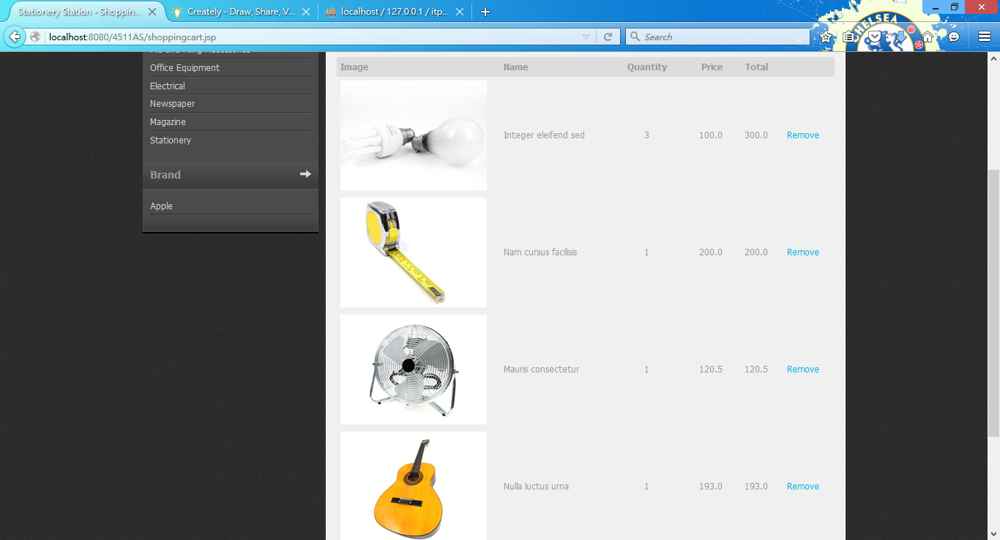 Stationery Station - Shoppin...
Creately - Draw, Share, V...
localhost / 127.0.0.1 / itp...
localhost:8080/4511AS/shoppingcart.jsp
Search
CHELSEA
Office Equipment
Electrical
Newspaper
Magazine
Stationery
Brand
Apple
Image Name Quantity Price Total
Integer eleifend sed 3 100.0 300.0 Remove
Nam cursus facilisis 1 200.0 200.0 Remove
Mauris consectetur 1 120.5 120.5 Remove
Nulla luctus urna 1 193.0 193.0 Remove